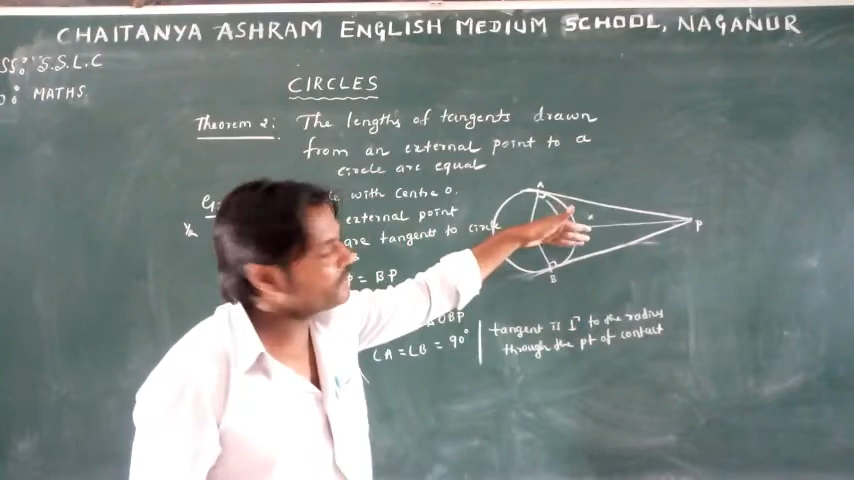 CHAITANYA ASHRAM ENGLISH MEDIUM SCHOOL, NAGANUR
SS: S.S.L.C
MATHS.
CIRCLES
Theorem 2: The lengths of tangents drawn
from an external point to a
circle are equal
with centre O.
external point
are tangents to circle
P = BP
OBP
∠A = ∠B = 90°
tangent is ⊥r to the radius
through the pt of contact
A
P
B